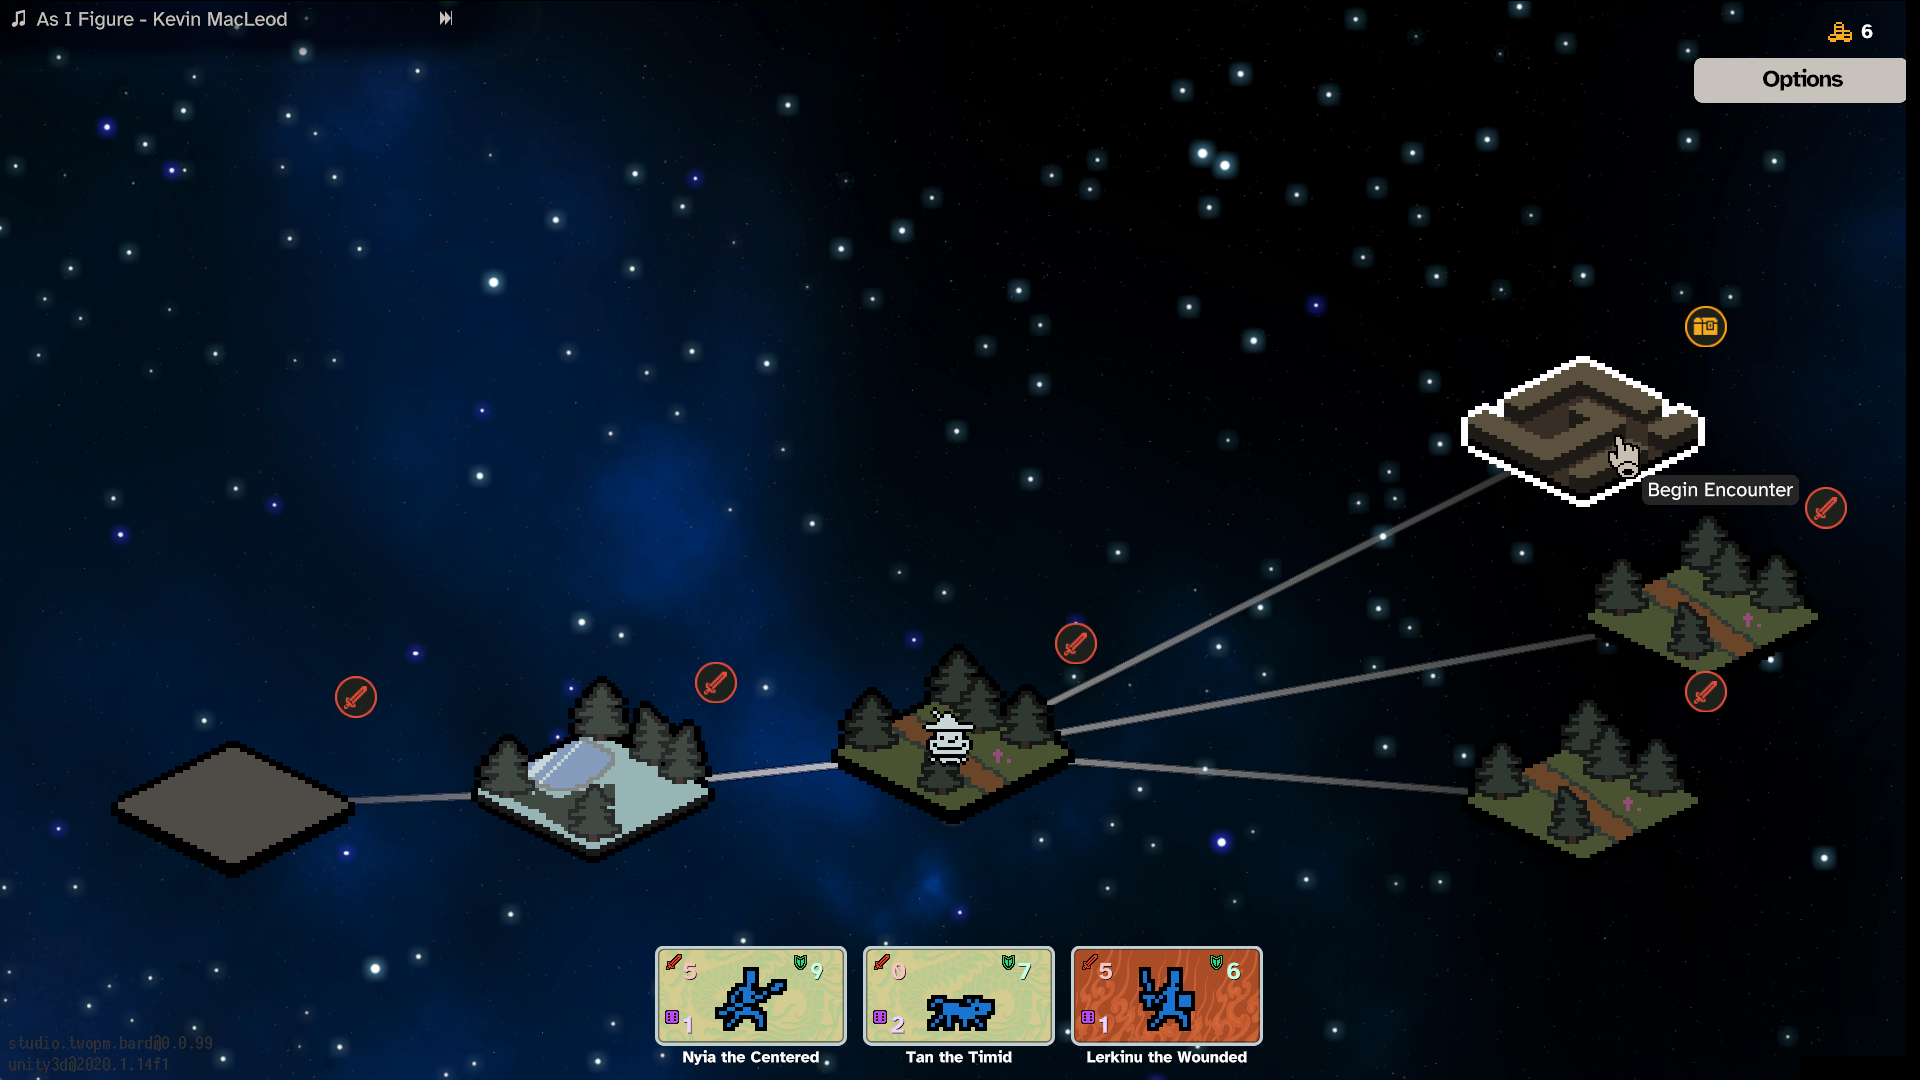 As I Figure - Kevin MacLeod
6
Options
Begin Encounter
5 9
1
Nyia the Centered
0 7
2
Tan the Timid
5 6
1
Lerkinu the Wounded
studio.twopm.bard@0.0.99
unity3d@2020.1.14f1